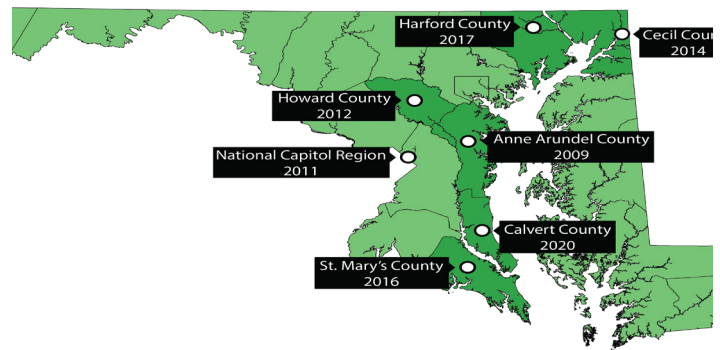 Harford County
2017
Cecil Coun
2014
Howard County
2012
Anne Arundel County
2009
National Capitol Region
2011
Calvert County
2020
St. Mary's County
2016